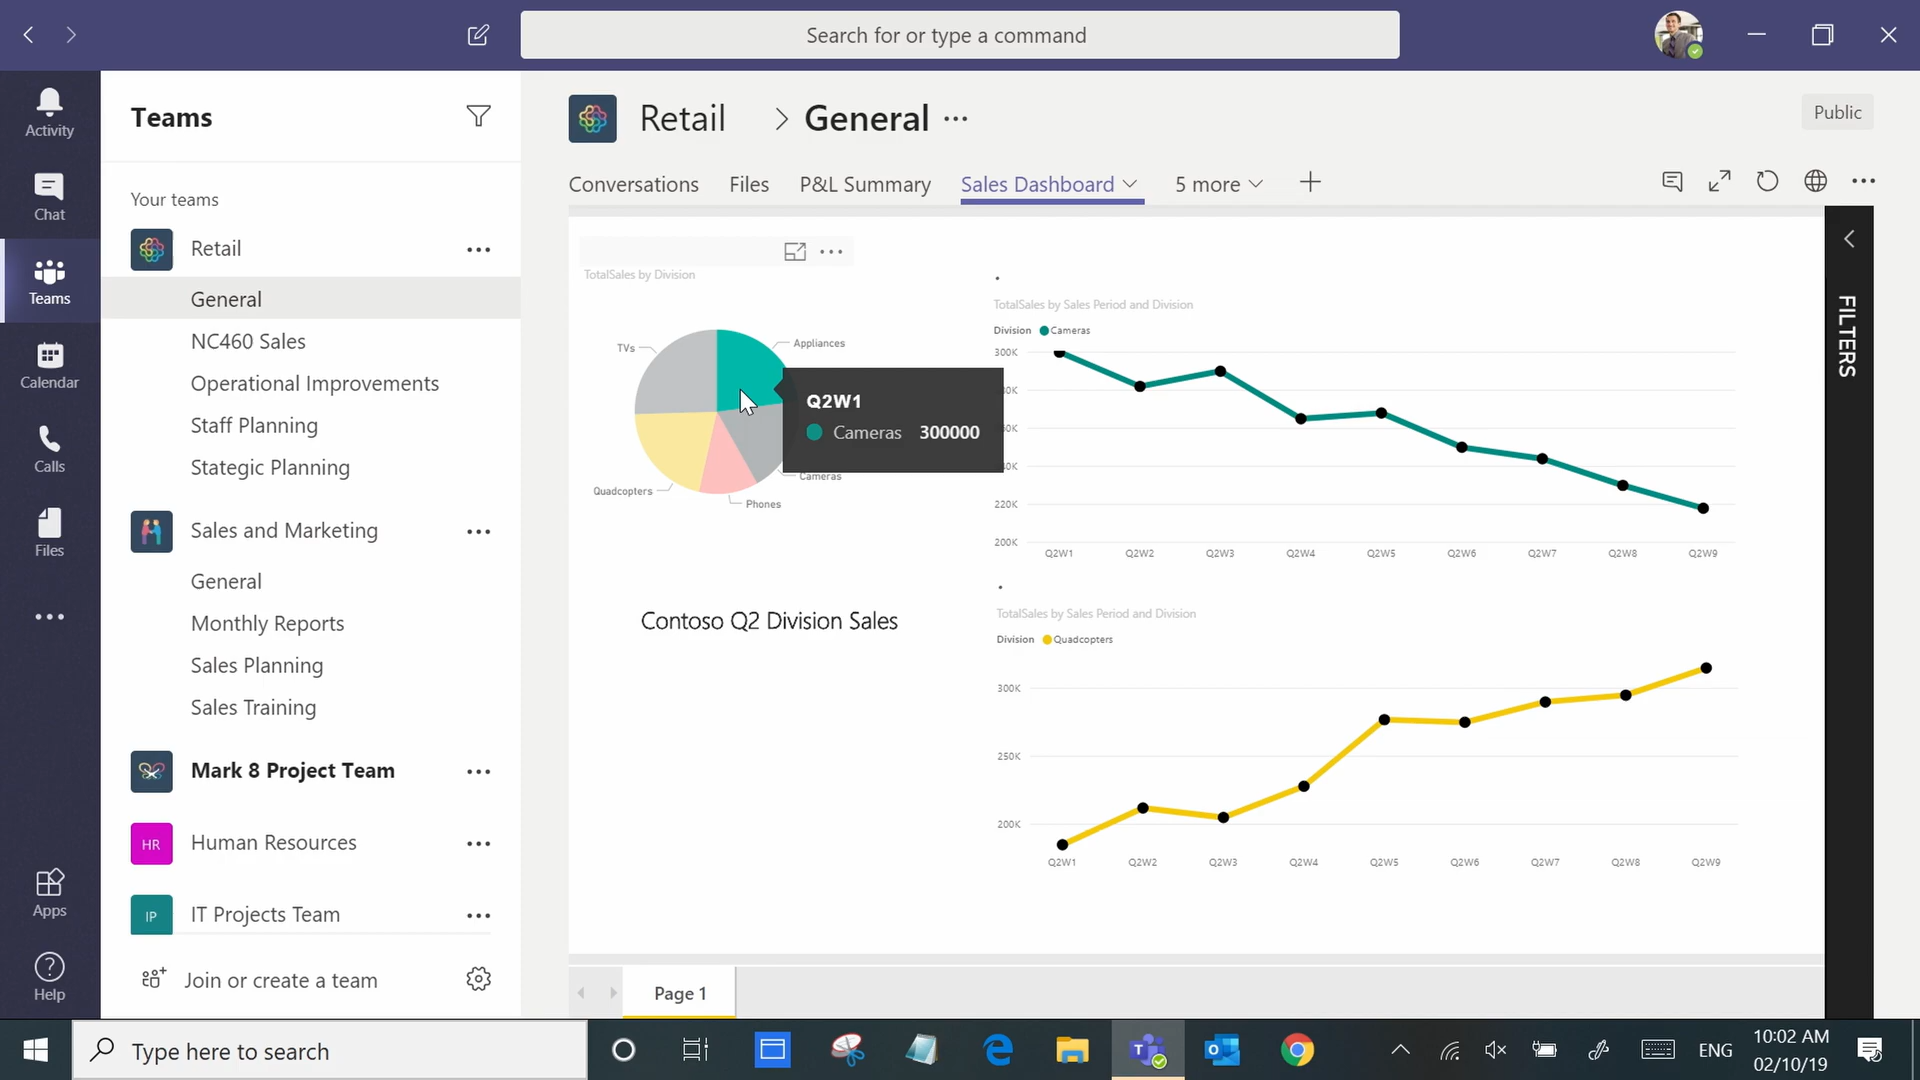 Search for or type a command
Activity
Chat
Teams
Calendar
Calls
Files
Apps
Help
Teams
Your teams
Retail
General
NC460 Sales
Operational Improvements
Staff Planning
Stategic Planning
Sales and Marketing
General
Monthly Reports
Sales Planning
Sales Training
Mark 8 Project Team
HR Human Resources
IP IT Projects Team
Join or create a team
Retail > General
Public
Conversations Files P&L Summary Sales Dashboard 5 more
TotalSales by Division
TVs
Appliances
Cameras
Phones
Quadcopters
Q2W1
Cameras 300000
Contoso Q2 Division Sales
TotalSales by Sales Period and Division
Division Cameras
300K
220K
200K
Q2W1 Q2W2 Q2W3 Q2W4 Q2W5 Q2W6 Q2W7 Q2W8 Q2W9
TotalSales by Sales Period and Division
Division Quadcopters
300K
250K
200K
Q2W1 Q2W2 Q2W3 Q2W4 Q2W5 Q2W6 Q2W7 Q2W8 Q2W9
FILTERS
Page 1
Type here to search
ENG
10:02 AM
02/10/19